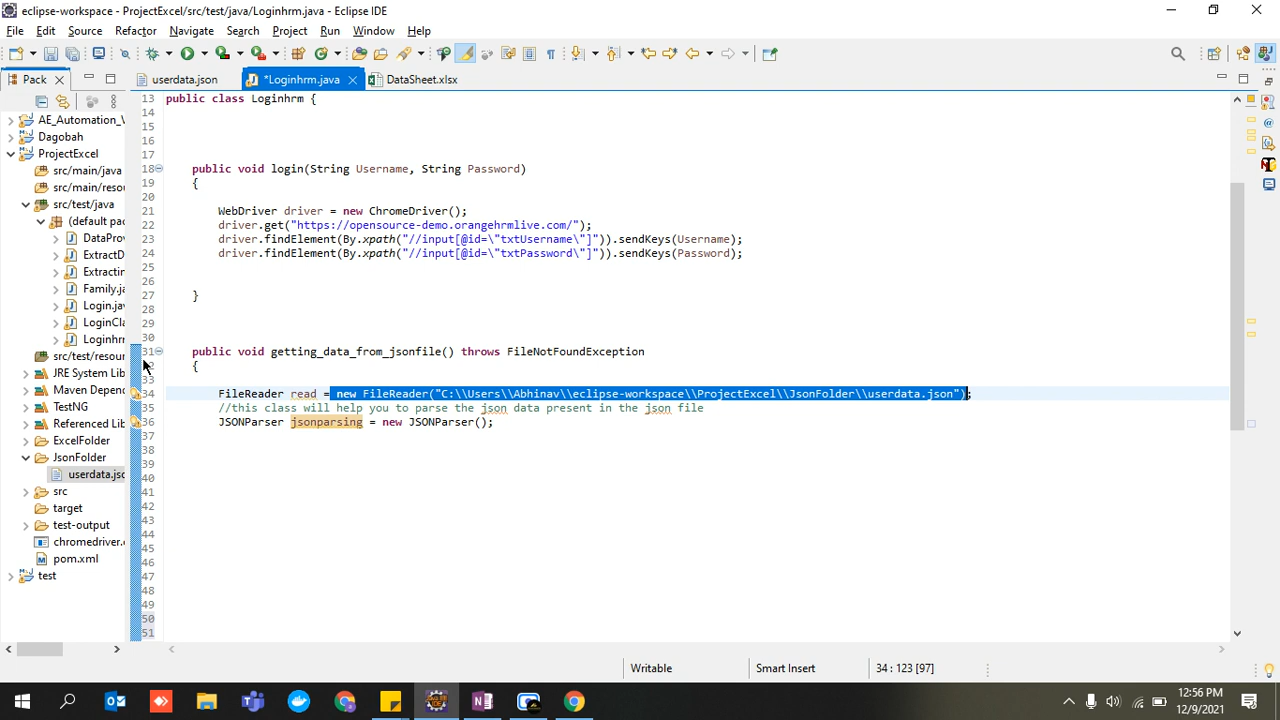 eclipse-workspace - ProjectExcel/src/test/java/Loginhrm.java - Eclipse IDE
File Edit Source Refactor Navigate Search Project Run Window Help
Pack userdata.json *Loginhrm.java DataSheet.xlsx
AE_Automation_V
Dagobah
ProjectExcel
src/main/java
src/main/resou
src/test/java
(default pac
DataProv
ExtractD
Extractin
Family.ja
Login.jav
LoginCla
Loginhrr
src/test/resour
JRE System Libr
Maven Depend
TestNG
Referenced Lib
ExcelFolder
JsonFolder
userdata.jso
src
target
test-output
chromedriver.e
pom.xml
test
13 public class Loginhrm {
14
15
16
17
18 public void login(String Username, String Password)
19 {
20
21 WebDriver driver = new ChromeDriver();
22 driver.get("https://opensource-demo.orangehrmlive.com/");
23 driver.findElement(By.xpath("//input[@id=\"txtUsername\"]")).sendKeys(Username);
24 driver.findElement(By.xpath("//input[@id=\"txtPassword\"]")).sendKeys(Password);
25
26
27 }
28
29
30
31 public void getting_data_from_jsonfile() throws FileNotFoundException
32 {
33
34 FileReader read = new FileReader("C:\\Users\\Abhinav\\eclipse-workspace\\ProjectExcel\\JsonFolder\\userdata.json");
35 //this class will help you to parse the json data present in the json file
36 JSONParser jsonparsing = new JSONParser();
37
38
39
40
41
42
43
44
45
46
47
48
49
50
51
Writable Smart Insert 34 : 123 [97]
12:56 PM
12/9/2021